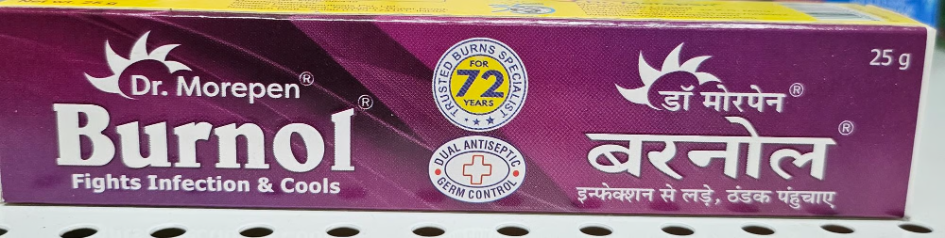 Dr. Morepen®
Burnol®
Fights Infection & Cools
TRUSTED BURNS SPECIALIST
FOR
72
YEARS
DUAL ANTISEPTIC
GERM CONTROL
डॉ मोरपेन®
बरनोल®
इन्फेक्शन से लड़े, ठंडक पहुंचाए
25 g